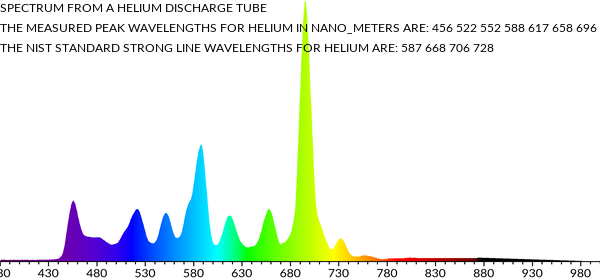 SPECTRUM FROM A HELIUM DISCHARGE TUBE
THE MEASURED PEAK WAVELENGTHS FOR HELIUM IN NANO_METERS ARE: 456 522 552 588 617 658 696
THE NIST STANDARD STRONG LINE WAVELENGTHS FOR HELIUM ARE: 587 668 706 728
80 430 480 530 580 630 680 730 780 830 880 930 980